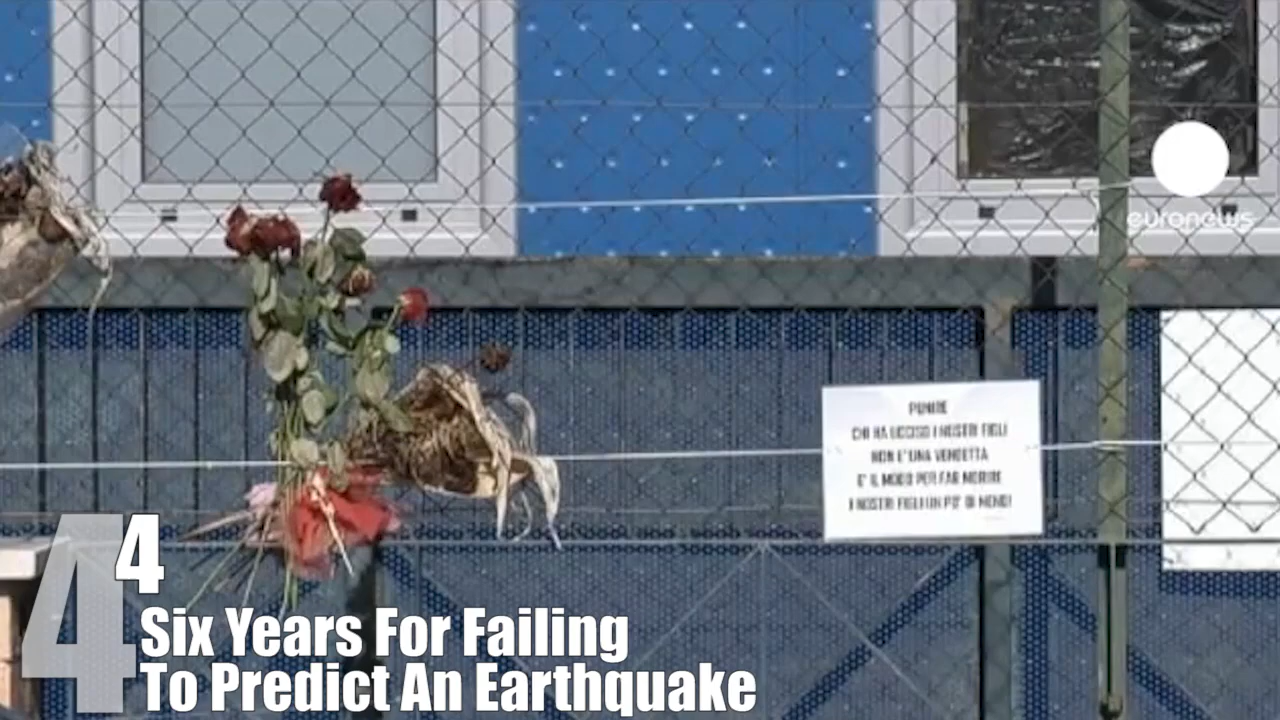 euronews
PUNIRE
CHI HA UCCISO I NOSTRI FIGLI
NON E' UNA VENDETTA
E' IL MODO PER FAR MORIRE
I NOSTRI FIGLI UN PO' DI MENO!
4
4
Six Years For Failing
To Predict An Earthquake